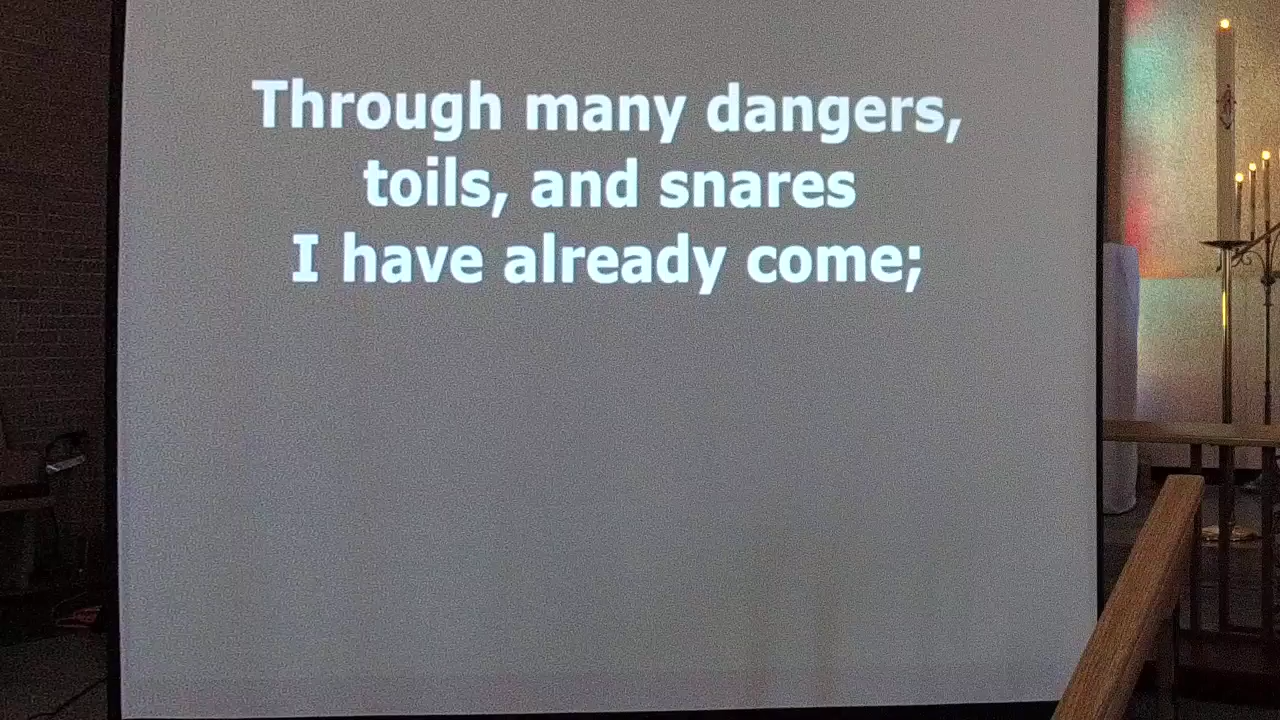 Through many dangers,
toils, and snares
I have already come;